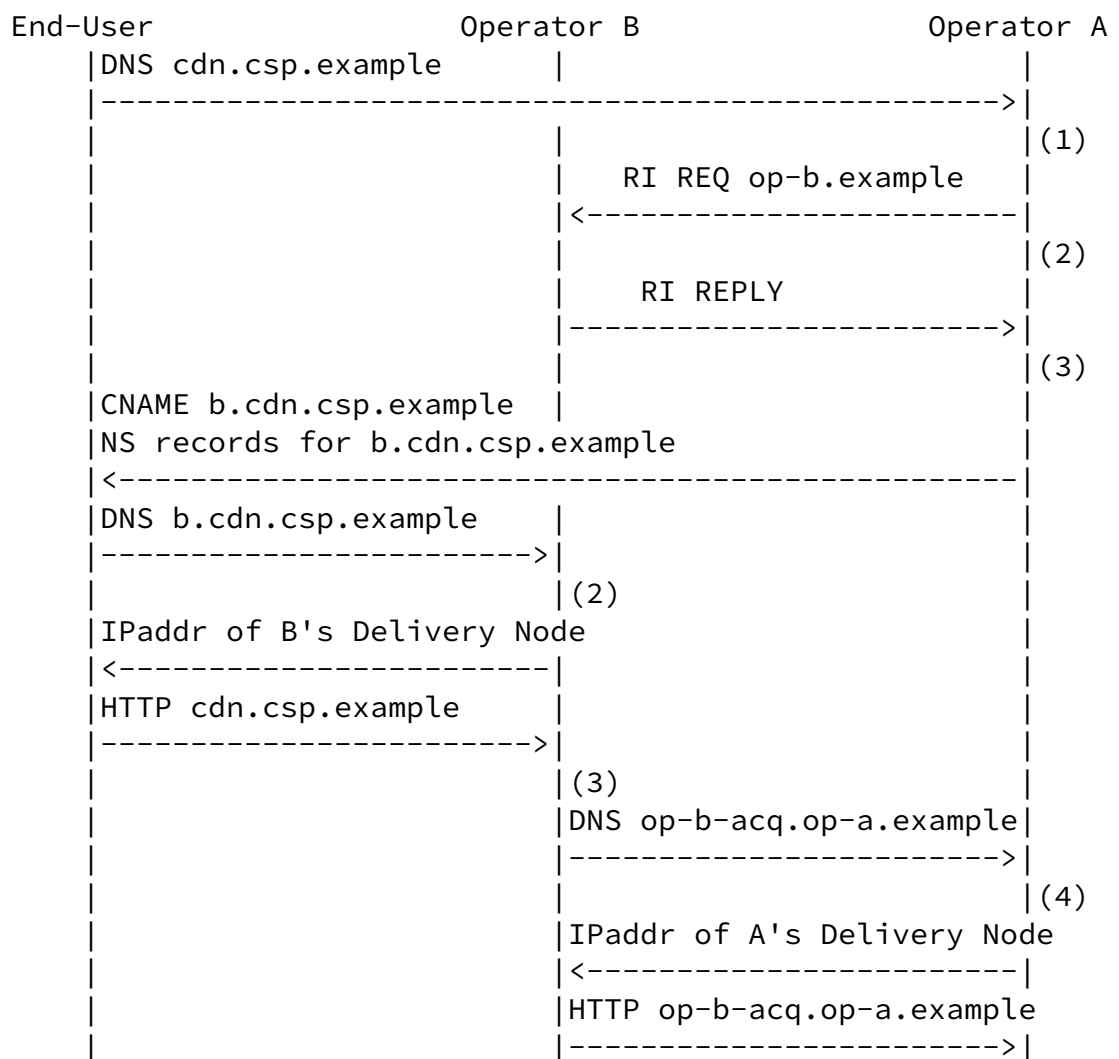 End-User                 Operator B                Operator A
    |DNS cdn.csp.example      |                         |
    |-------------------------------------------------->|
    |                         |                         |(1)
    |                         |   RI REQ op-b.example   |
    |                         |<------------------------|
    |                         |                         |(2)
    |                         |    RI REPLY             |
    |                         |------------------------>|
    |                         |                         |(3)
    |CNAME b.cdn.csp.example  |                         |
    |NS records for b.cdn.csp.example                   |
    |<--------------------------------------------------|
    |DNS b.cdn.csp.example    |                         |
    |------------------------>|                         |
    |                         |(2)                      |
    |IPaddr of B's Delivery Node                        |
    |<------------------------|                         |
    |HTTP cdn.csp.example     |                         |
    |------------------------>|                         |
    |                         |(3)                      |
    |                         |DNS op-b-acq.op-a.example|
    |                         |------------------------>|
    |                         |                         |(4)
    |                         |IPaddr of A's Delivery Node
    |                         |<------------------------|
    |                         |HTTP op-b-acq.op-a.example
    |                         |------------------------>|